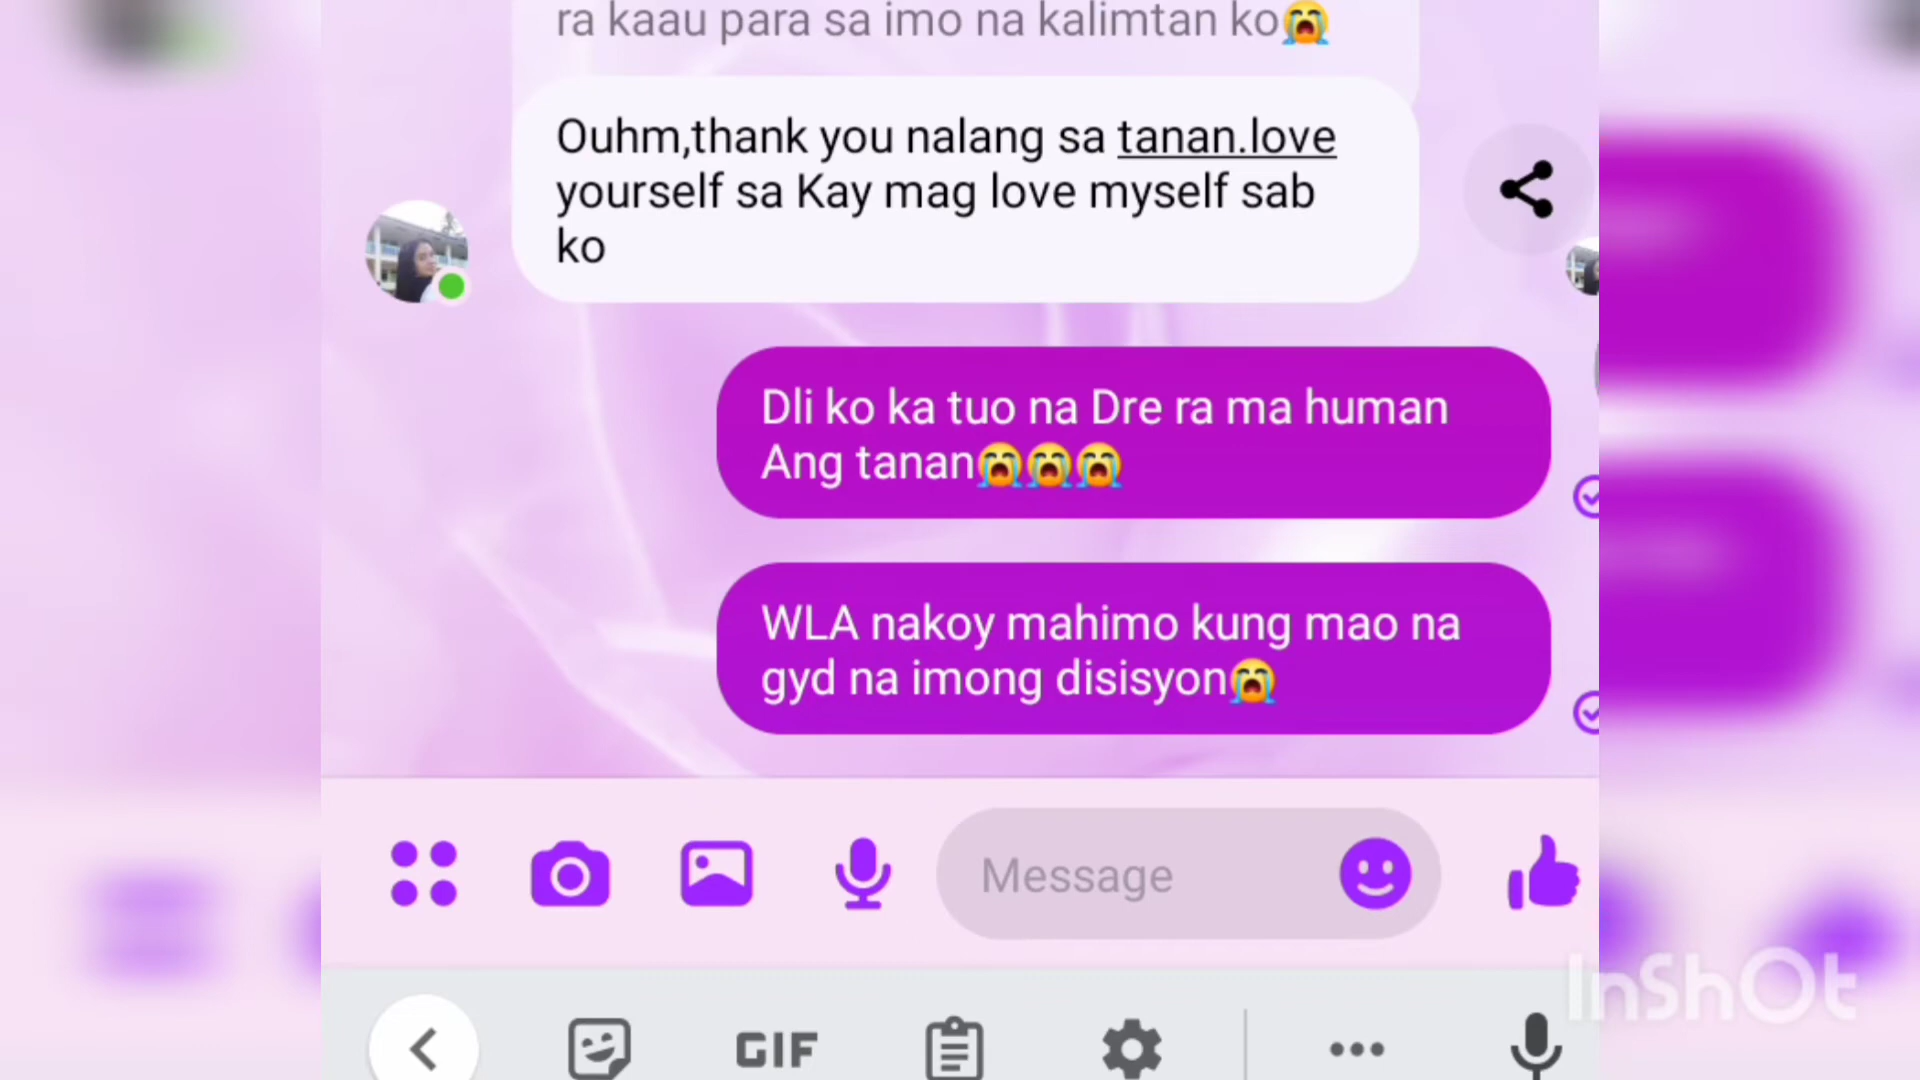 ra kaau para sa imo na kalimtan ko😭
Ouhm,thank you nalang sa tanan.love
yourself sa Kay mag love myself sab
ko
Dli ko ka tuo na Dre ra ma human
Ang tanan😭😭😭
WLA nakoy mahimo kung mao na
gyd na imong disisyon😭
Message
GIF
InShOt